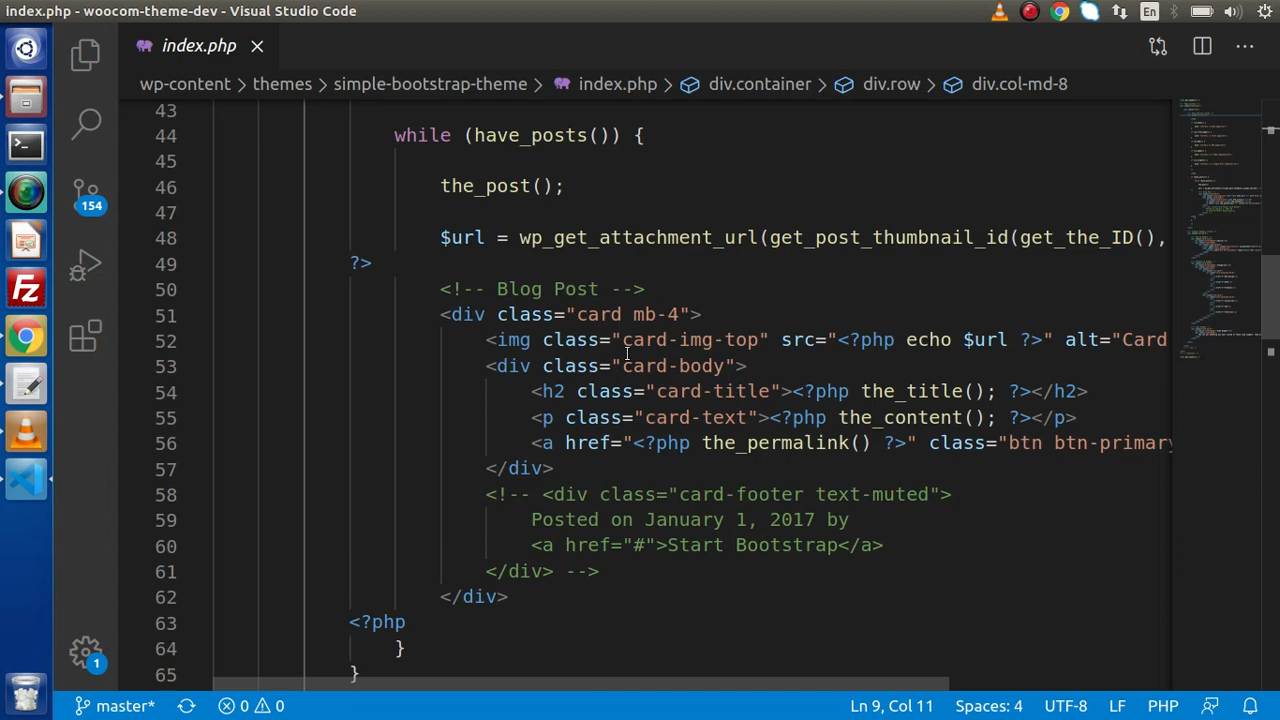 index.php - woocom-theme-dev - Visual Studio Code
En
index.php
wp-content
themes
simple-bootstrap-theme
index.php
div.container
div.row
div.col-md-8
43
44 while (have_posts()) {
45
46 the_post();
47
48 $url = wp_get_attachment_url(get_post_thumbnail_id(get_the_ID(),
49 ?>
50 <!-- Blog Post -->
51 <div class="card mb-4">
52 <img class="card-img-top" src="<?php echo $url ?>" alt="Card
53 <div class="card-body">
54 <h2 class="card-title"><?php the_title(); ?></h2>
55 <p class="card-text"><?php the_content(); ?></p>
56 <a href="<?php the_permalink() ?>" class="btn btn-primary
57 </div>
58 <!-- <div class="card-footer text-muted">
59 Posted on January 1, 2017 by
60 <a href="#">Start Bootstrap</a>
61 </div> -->
62 </div>
63 <?php
64 }
65 }
154
Fz
1
master*
0
0
Ln 9, Col 11
Spaces: 4
UTF-8
LF
PHP